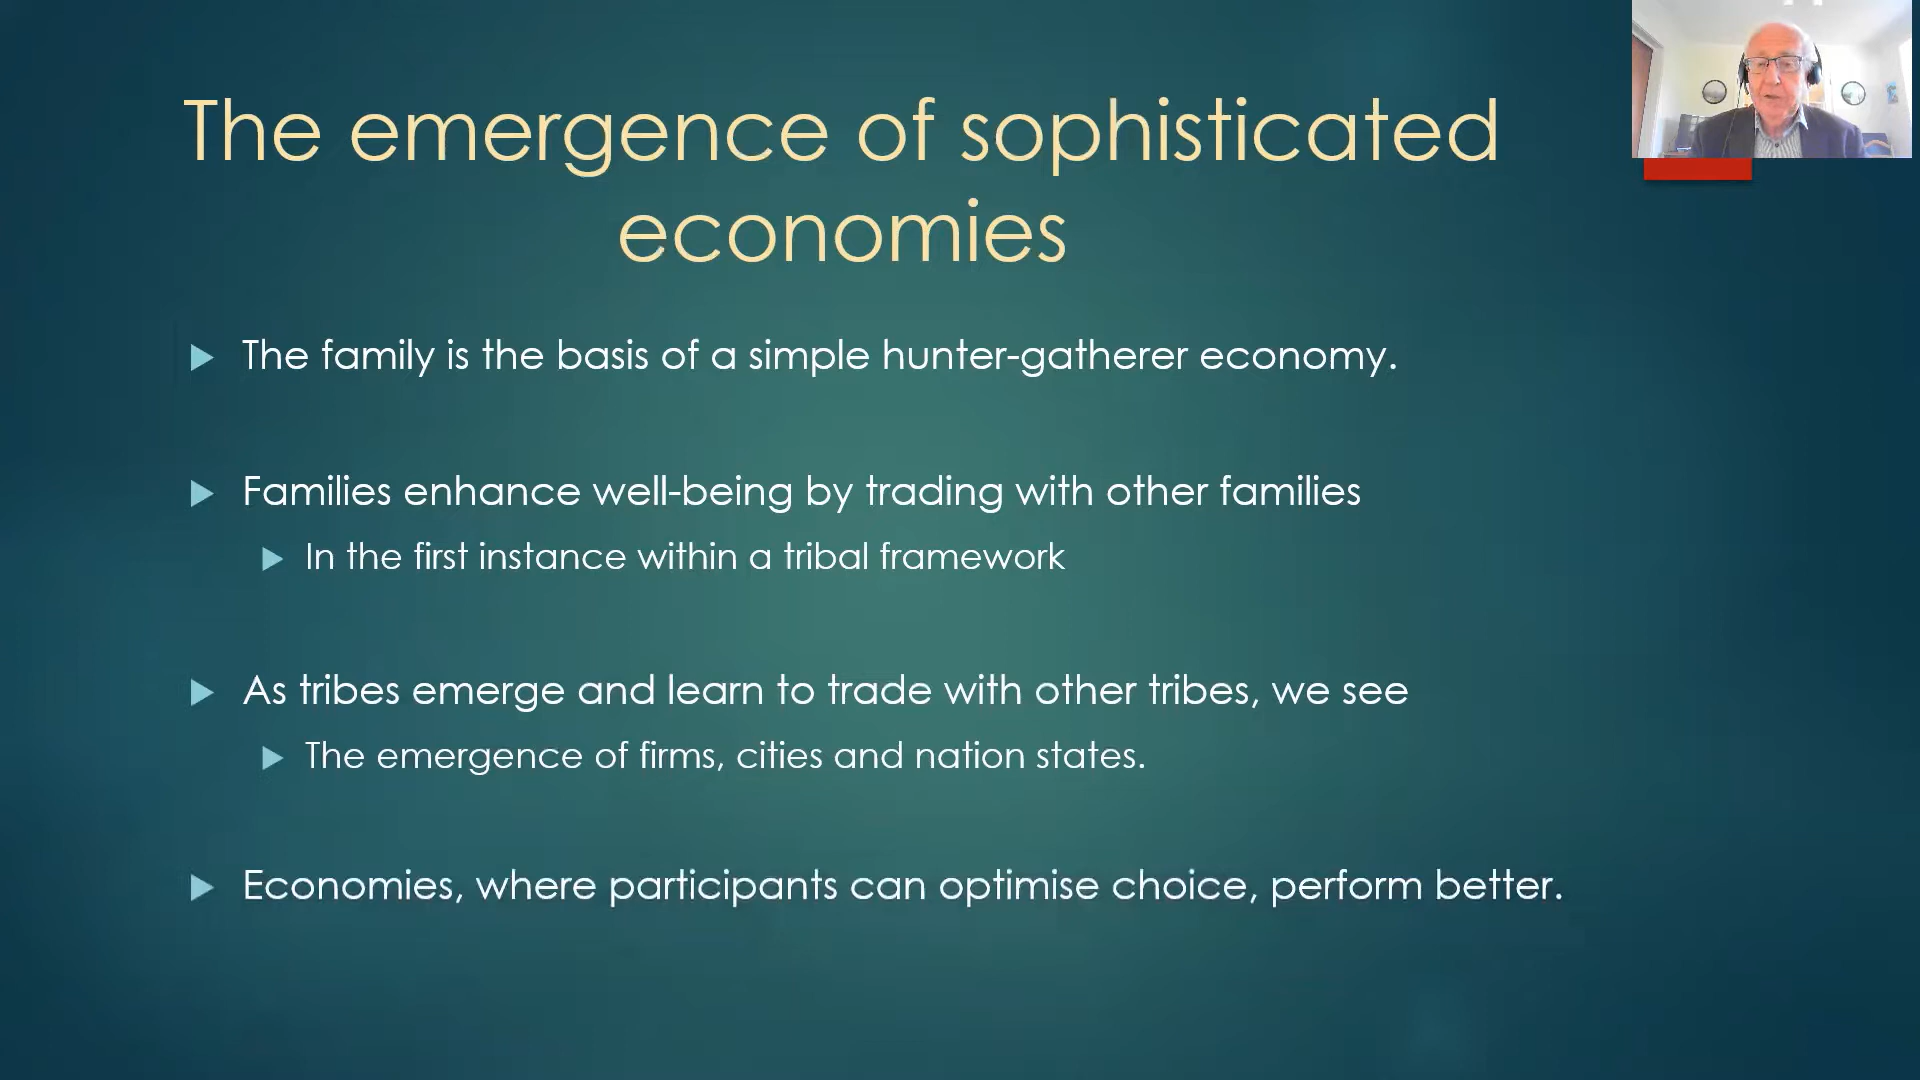 The emergence of sophisticated
economies
The family is the basis of a simple hunter-gatherer economy.
Families enhance well-being by trading with other families
In the first instance within a tribal framework
As tribes emerge and learn to trade with other tribes, we see
The emergence of firms, cities and nation states.
Economies, where participants can optimise choice, perform better.